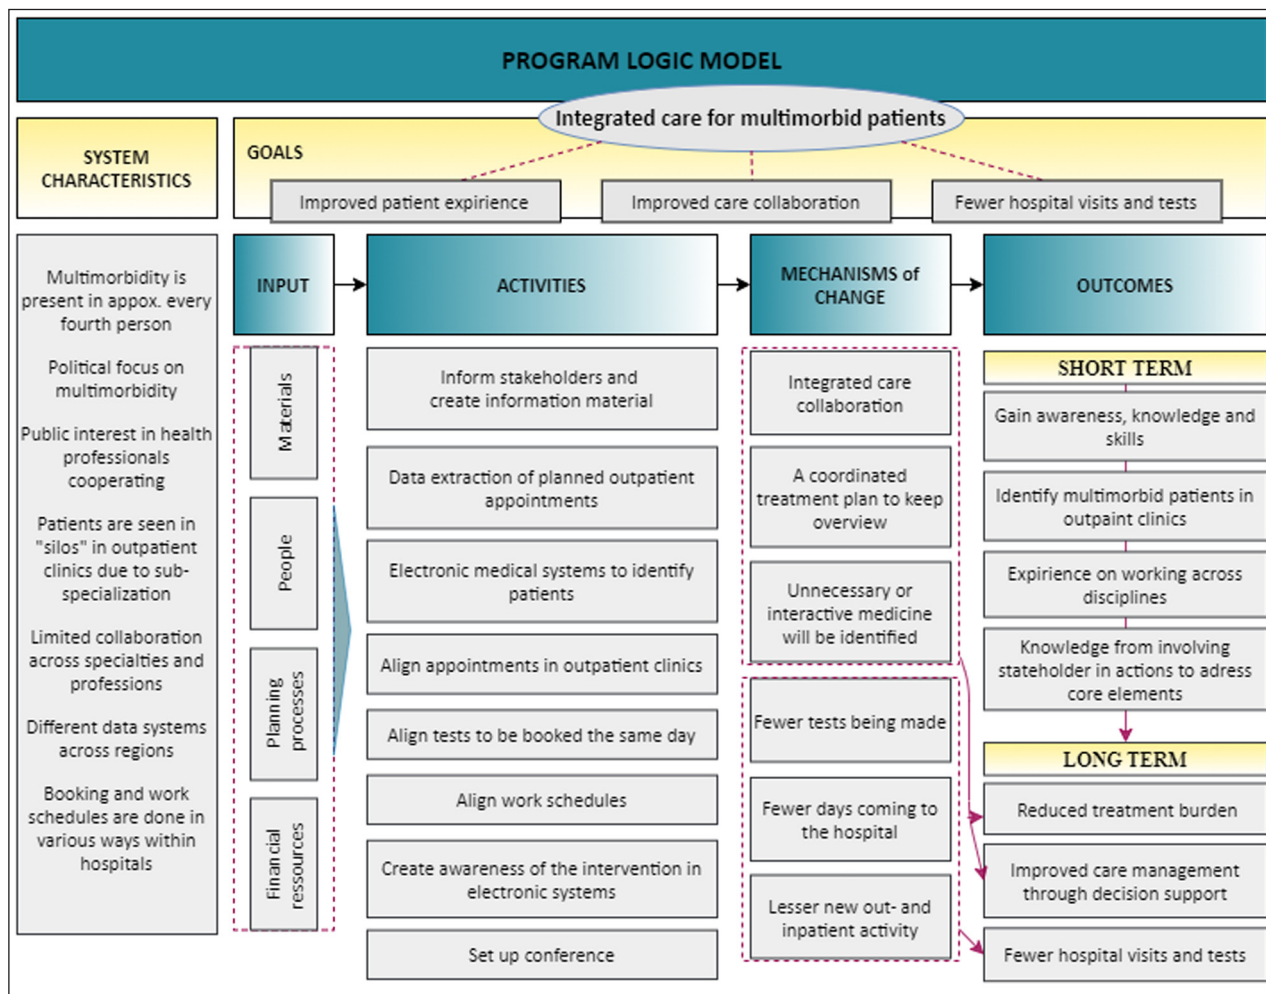 PROGRAM LOGIC MODEL
Integrated care for multimorbid patients
SYSTEM
CHARACTERISTICS
GOALS
Improved patient expirience
Improved care collaboration
Fewer hospital visits and tests
Multimorbidity is
present in appox. every
fourth person
Political focus on
multimorbidity
Public interest in health
professionals
cooperating
Patients are seen in
"silos" in outpatient
clinics due to sub-
specialization
Limited collaboration
across specialties and
professions
Different data systems
across regions
Booking and work
schedules are done in
various ways within
hospitals
INPUT
Materials
People
Planning
processes
Financial
ressources
ACTIVITIES
Inform stakeholders and
create information material
Data extraction of planned outpatient
appointments
Electronic medical systems to identify
patients
Align appointments in outpatient clinics
Align tests to be booked the same day
Align work schedules
Create awareness of the intervention in
electronic systems
Set up conference
MECHANISMS of
CHANGE
Integrated care
collaboration
A coordinated
treatment plan to keep
overview
Unnecessary or
interactive medicine
will be identified
Fewer tests being made
Fewer days coming to
the hospital
Lesser new out- and
inpatient activity
OUTCOMES
SHORT TERM
Gain awareness, knowledge and
skills
Identify multimorbid patients in
outpaint clinics
Expirience on working across
disciplines
Knowledge from involving
stateholder in actions to adress
core elements
LONG TERM
Reduced treatment burden
Improved care management
through decision support
Fewer hospital visits and tests